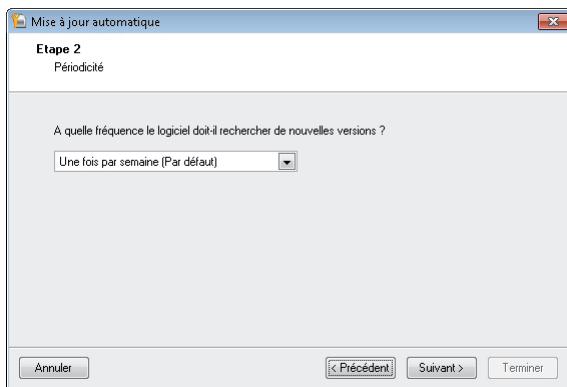 Mise à jour automatique
Etape 2
Périodicité
A quelle fréquence le logiciel doit-il rechercher de nouvelles versions ?
Une fois par semaine (Par défaut)
Annuler
< Précédent
Suivant >
Terminer